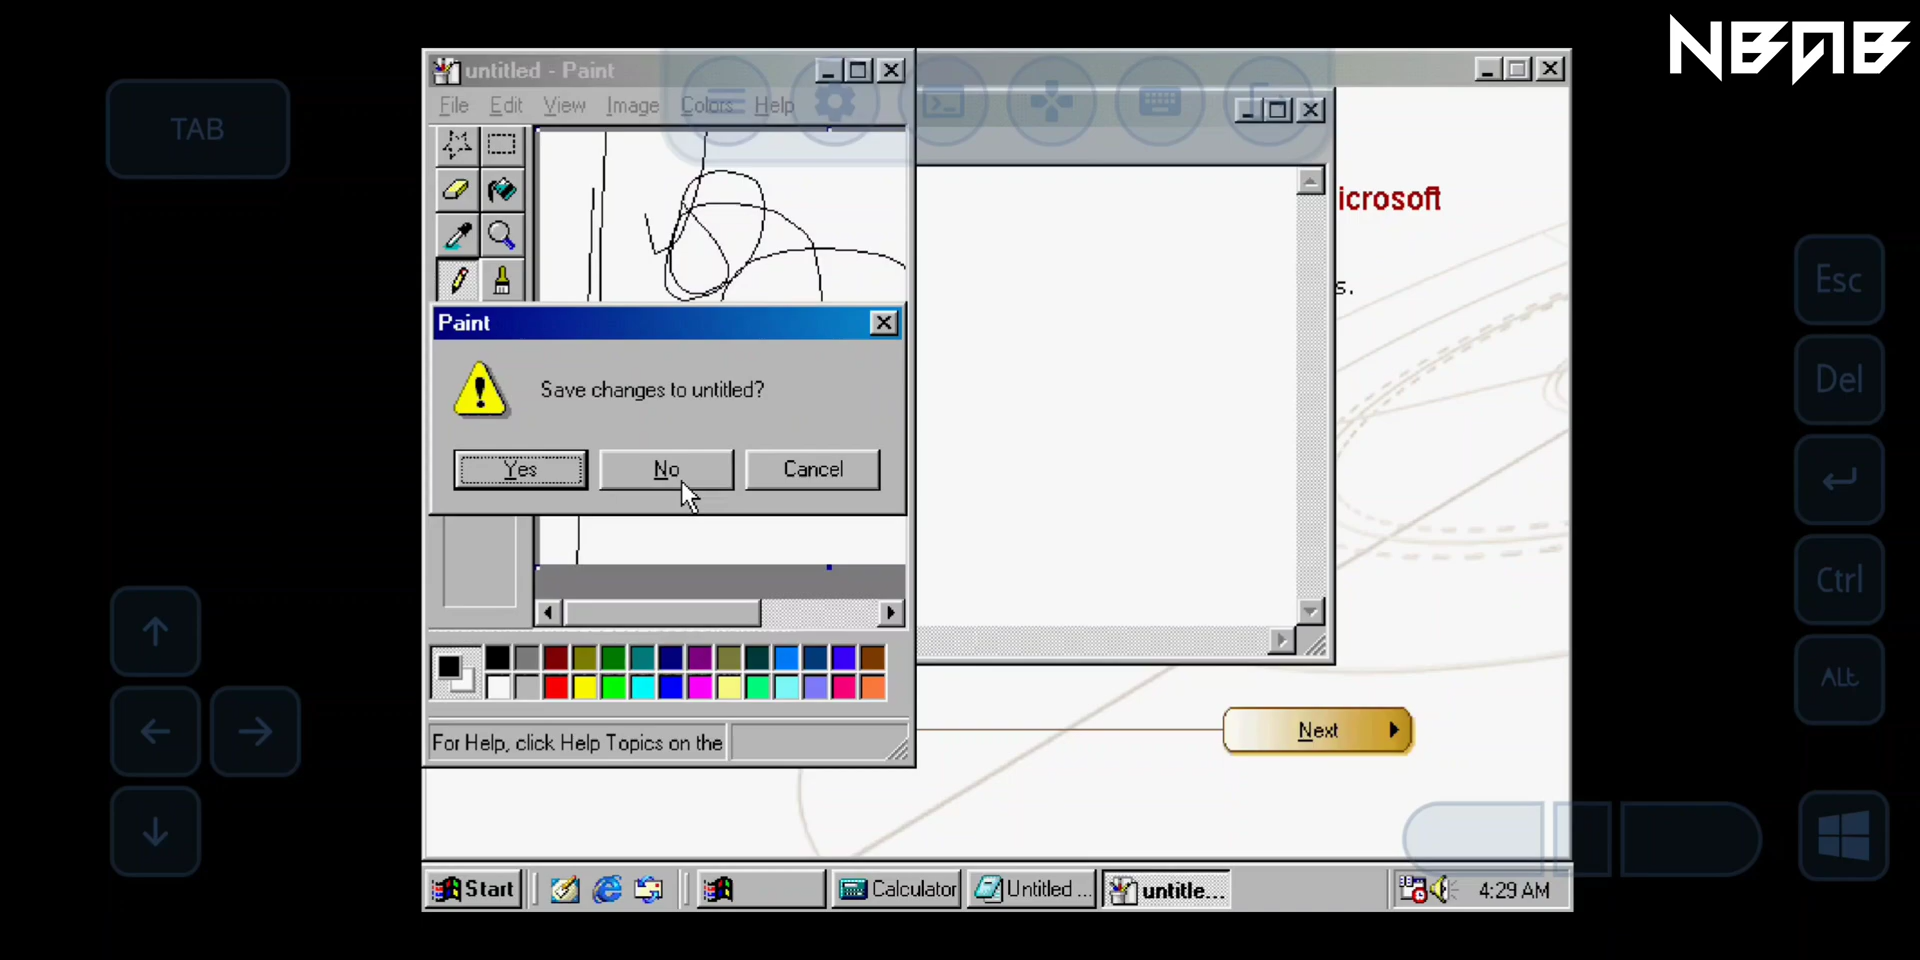 NBAB
TAB
untitled - Paint
File Edit View Image Colors Help
icrosoft
s.
Paint
Save changes to untitled?
Yes No Cancel
Esc
Del
Ctrl
Alt
For Help, click Help Topics on the
Next
Start
Calculator
Untitled ...
untitle...
4:29 AM